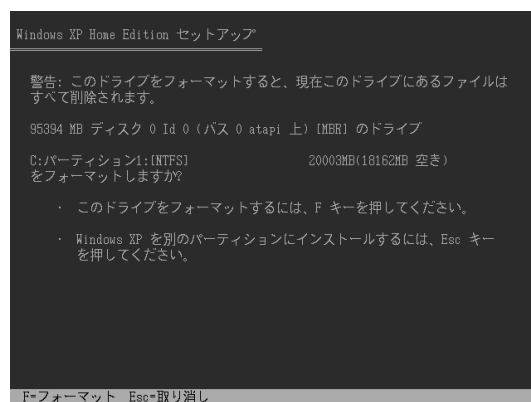 Windows XP Home Edition セットアップ
警告: このドライブをフォーマットすると、現在このドライブにあるファイルは
すべて削除されます。
95394 MB ディスク 0 Id 0 (バス 0 atapi 上) [MBR] のドライブ
C:パーティション1:[NTFS] 20003MB(18162MB 空き)
をフォーマットしますか?
・ このドライブをフォーマットするには、F キーを押してください。
・ Windows XP を別のパーティションにインストールするには、Esc キー
を押してください。
F=フォーマット Esc=取り消し